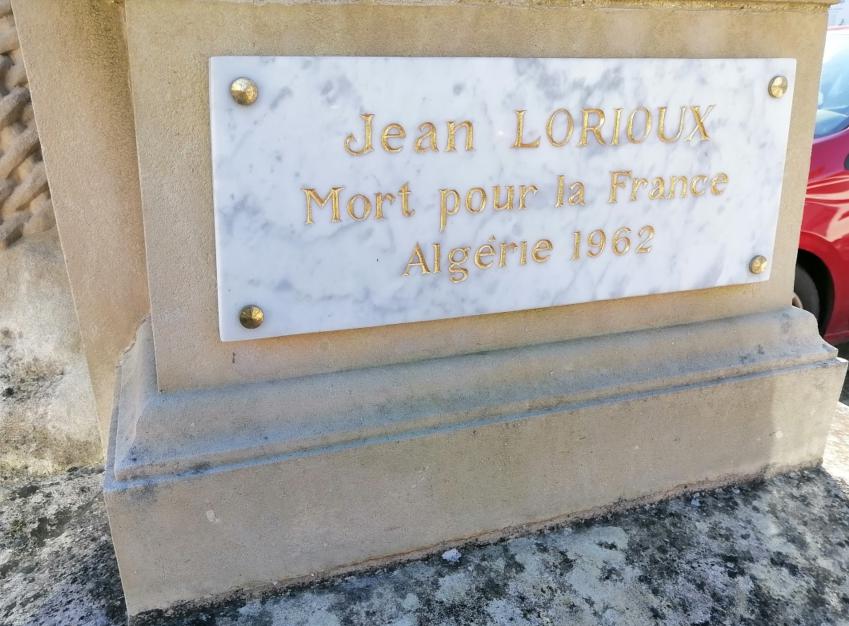 Jean LORIOUX
Mort pour la France
Algérie 1962